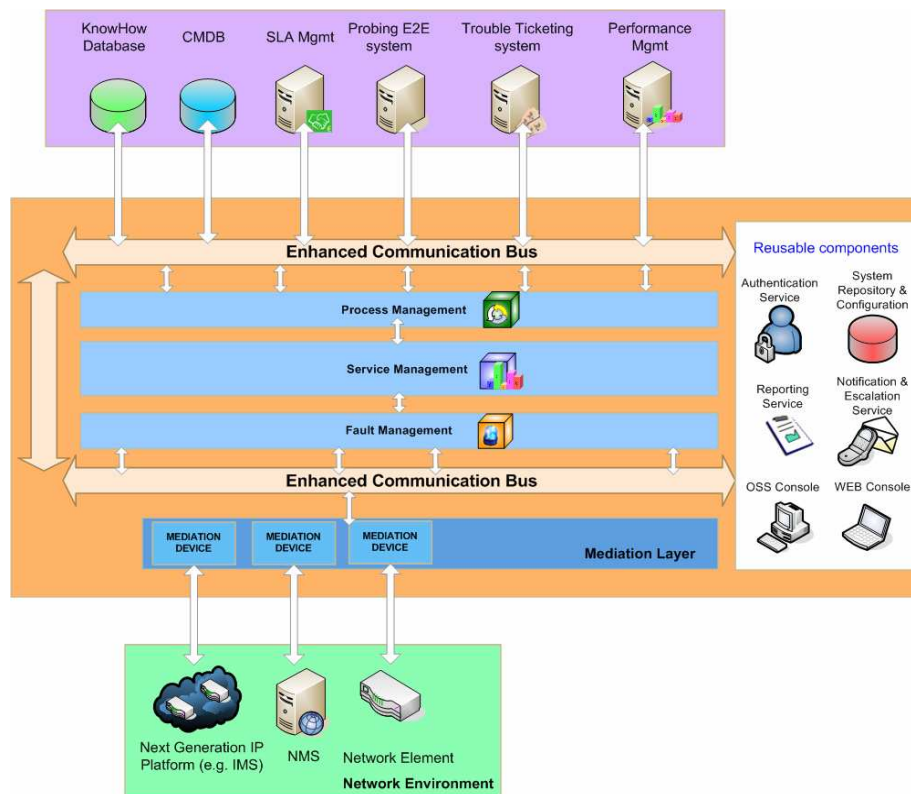 KnowHow
Database
CMDB
SLA Mgmt
Probing E2E
system
Trouble Ticketing
system
Performance
Mgmt
Enhanced Communication Bus
Process Management
Service Management
Fault Management
Enhanced Communication Bus
MEDIATION
DEVICE
MEDIATION
DEVICE
MEDIATION
DEVICE
Mediation Layer
Reusable components
Authentication
Service
System
Repository &
Configuration
Reporting
Service
Notification &
Escalation
Service
OSS Console
WEB Console
Next Generation IP
Platform (e.g. IMS)
NMS
Network Element
Network Environment